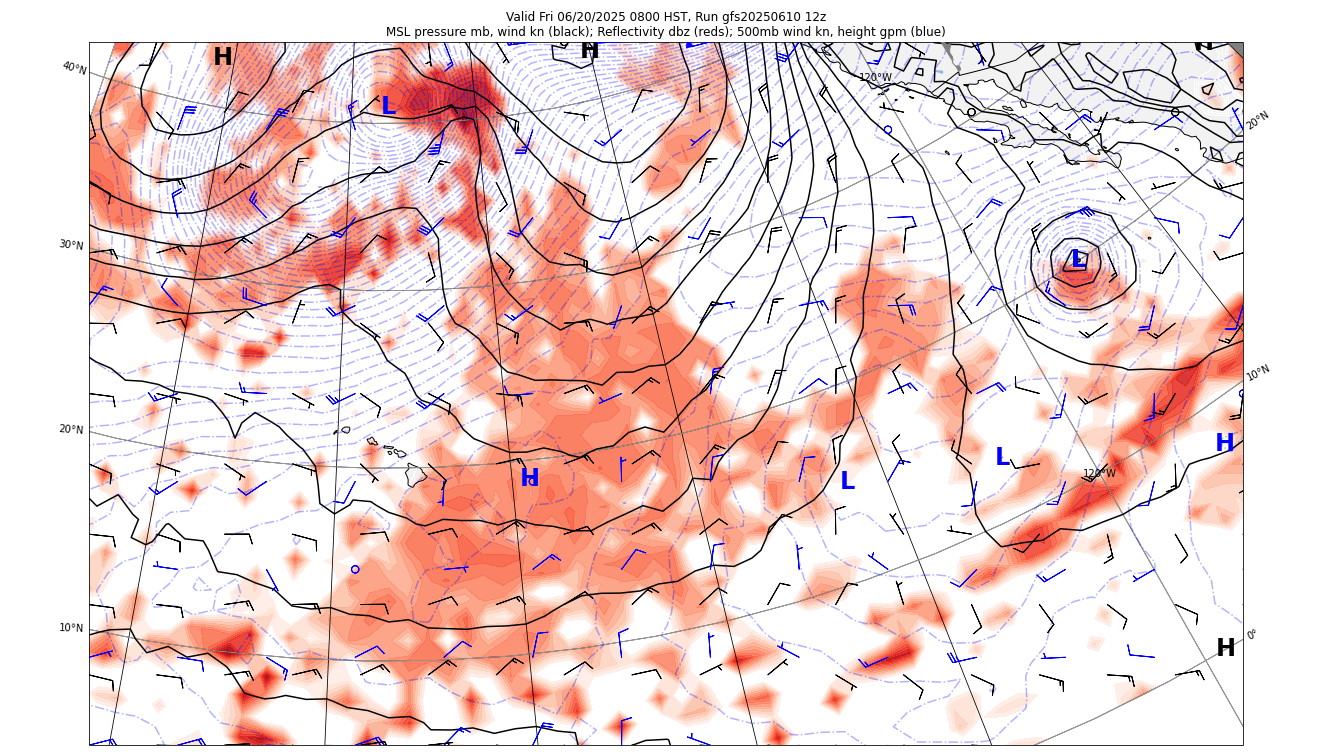 Valid Fri 06/20/2025 0800 HST, Run gfs20250610 12z
MSL pressure mb, wind kn (black); Reflectivity dbz (reds); 500mb wind kn, height gpm (blue)
H
H
L
H
40°N
120°W
L
20°N
30°N
L
10°N
20°N
H
L
120°W
H
L
10°N
0°
H